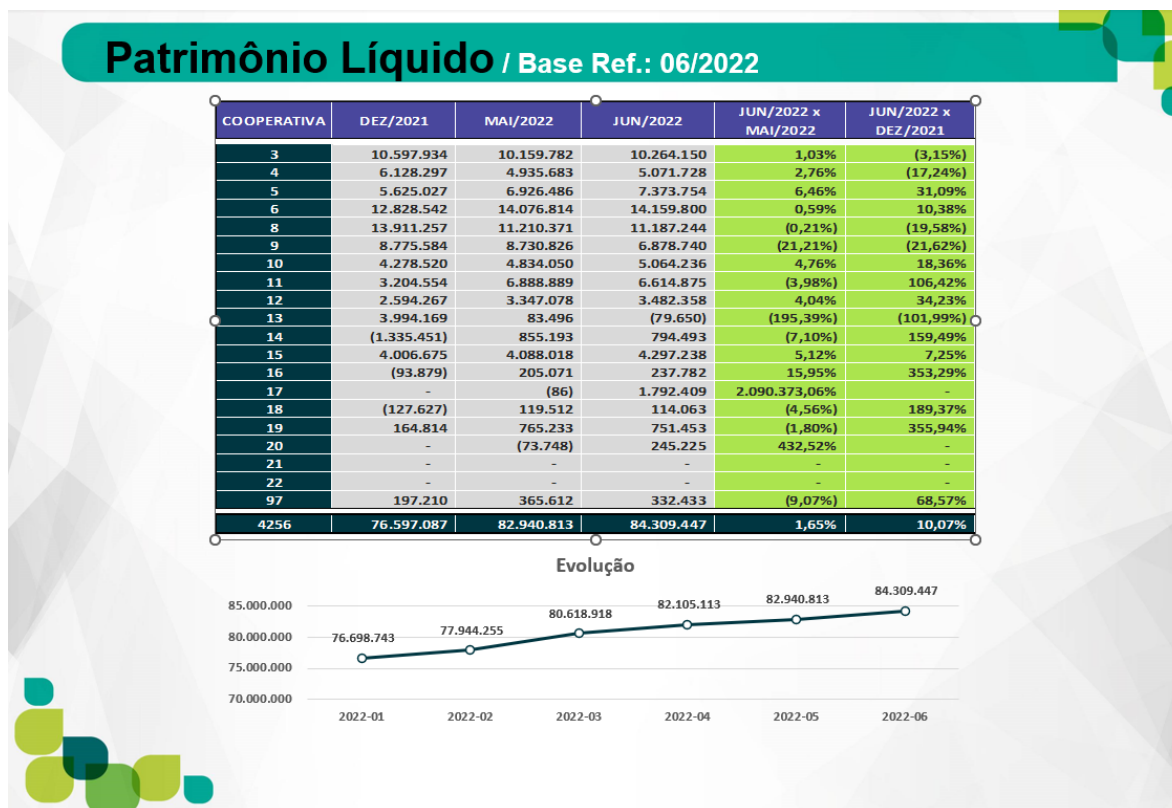 Patrimônio Líquido / Base Ref.: 06/2022
COOPERATIVA DEZ/2021 MAI/2022 JUN/2022 JUN/2022 x MAI/2022 JUN/2022 x DEZ/2021
3 10.597.934 10.159.782 10.264.150 1,03% (3,15%)
4 6.128.297 4.935.683 5.071.728 2,76% (17,24%)
5 5.625.027 6.926.486 7.373.754 6,46% 31,09%
6 12.828.542 14.076.814 14.159.800 0,59% 10,38%
8 13.911.257 11.210.371 11.187.244 (0,21%) (19,58%)
9 8.775.584 8.730.826 6.878.740 (21,21%) (21,62%)
10 4.278.520 4.834.050 5.064.236 4,76% 18,36%
11 3.204.554 6.888.889 6.614.875 (3,98%) 106,42%
12 2.594.267 3.347.078 3.482.358 4,04% 34,23%
13 3.994.169 83.496 (79.650) (195,39%) (101,99%)
14 (1.335.451) 855.193 794.493 (7,10%) 159,49%
15 4.006.675 4.088.018 4.297.238 5,12% 7,25%
16 (93.879) 205.071 237.782 15,95% 353,29%
17 - (86) 1.792.409 2.090.373,06% -
18 (127.627) 119.512 114.063 (4,56%) 189,37%
19 164.814 765.233 751.453 (1,80%) 355,94%
20 - (73.748) 245.225 432,52% -
21 - - - - -
22 - - - - -
97 197.210 365.612 332.433 (9,07%) 68,57%
4256 76.597.087 82.940.813 84.309.447 1,65% 10,07%
Evolução
85.000.000
80.000.000
75.000.000
70.000.000
76.698.743 77.944.255 80.618.918 82.105.113 82.940.813 84.309.447
2022-01 2022-02 2022-03 2022-04 2022-05 2022-06